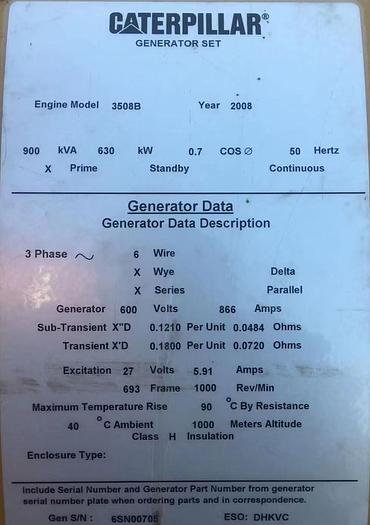 CATERPILLAR®
GENERATOR SET
Engine Model 3508B Year 2008
900 kVA 630 kW 0.7 COS ∅ 50 Hertz
X Prime Standby Continuous
Generator Data
Generator Data Description
3 Phase ~ 6 Wire
X Wye Delta
X Series Parallel
Generator 600 Volts 866 Amps
Sub-Transient X"D 0.1210 Per Unit 0.0484 Ohms
Transient X'D 0.1800 Per Unit 0.0720 Ohms
Excitation 27 Volts 5.91 Amps
693 Frame 1000 Rev/Min
Maximum Temperature Rise 90 °C By Resistance
40 °C Ambient 1000 Meters Altitude
Class H Insulation
Enclosure Type:
Include Serial Number and Generator Part Number from generator
serial number plate when ordering parts and in correspondence.
Gen S/N : ESO: DHKVC